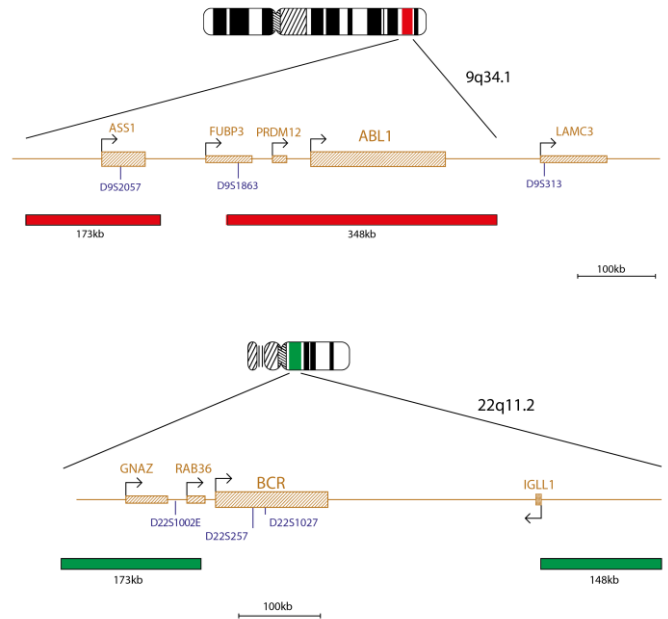 9q34.1
ASS1
FUBP3
PRDM12
ABL1
LAMC3
D9S2057
D9S1863
D9S313
173kb
348kb
100kb
22q11.2
GNAZ
RAB36
BCR
IGLL1
D22S1002E
D22S1027
D22S257
173kb
148kb
100kb